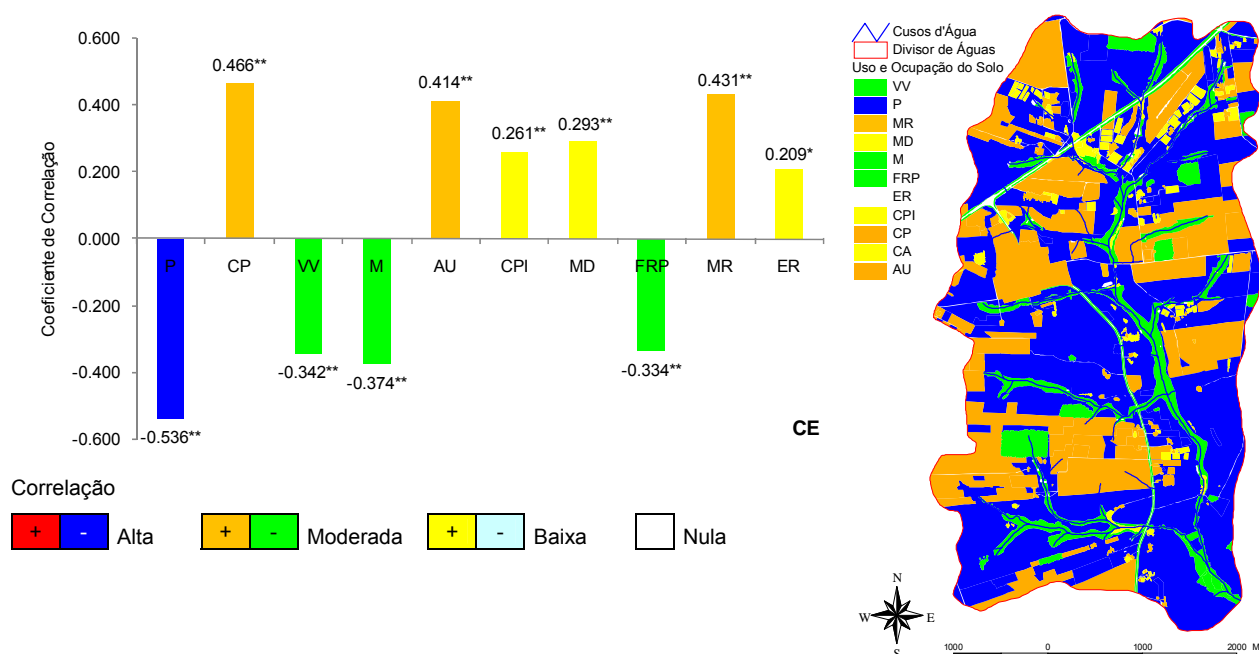 0.600
0.400
0.200
0.000
-0.200
-0.400
-0.600
Coeficiente de Correlação
0.466**
0.414**
0.261**
0.293**
0.431**
0.209*
P
CP
VV
M
AU
CPI
MD
FRP
MR
ER
-0.536**
-0.342**
-0.374**
-0.334**
CE
Correlação
+ - Alta
+ - Moderada
+ - Baixa
Nula
Cusos d'Água
Divisor de Águas
Uso e Ocupação do Solo
VV
P
MR
MD
M
FRP
ER
CPI
CP
CA
AU
N
W E
S
1000 0 1000 2000 M